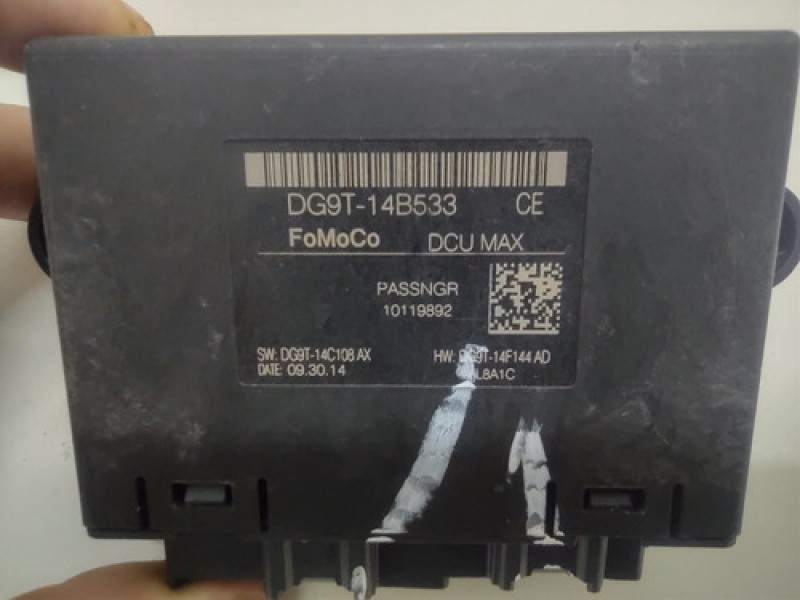 DG9T-14B533 CE
FoMoCo DCU MAX
PASSNGR
10119892
SW: DG9T-14C108 AX HW: DG9T-14F144 AD
DATE: 09.30.14